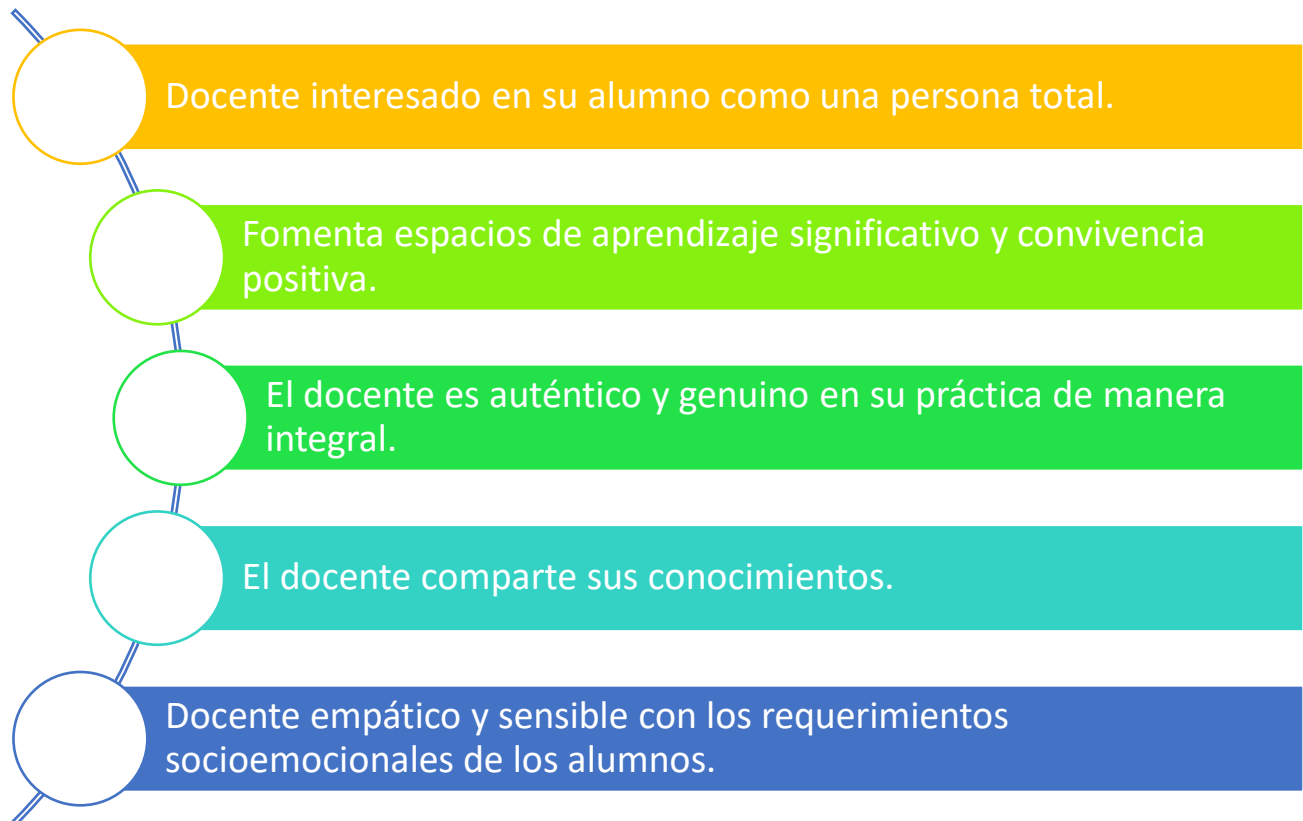 Docente interesado en su alumno como una persona total.
Fomenta espacios de aprendizaje significativo y convivencia
positiva.
El docente es auténtico y genuino en su práctica de manera
integral.
El docente comparte sus conocimientos.
Docente empático y sensible con los requerimientos
socioemocionales de los alumnos.